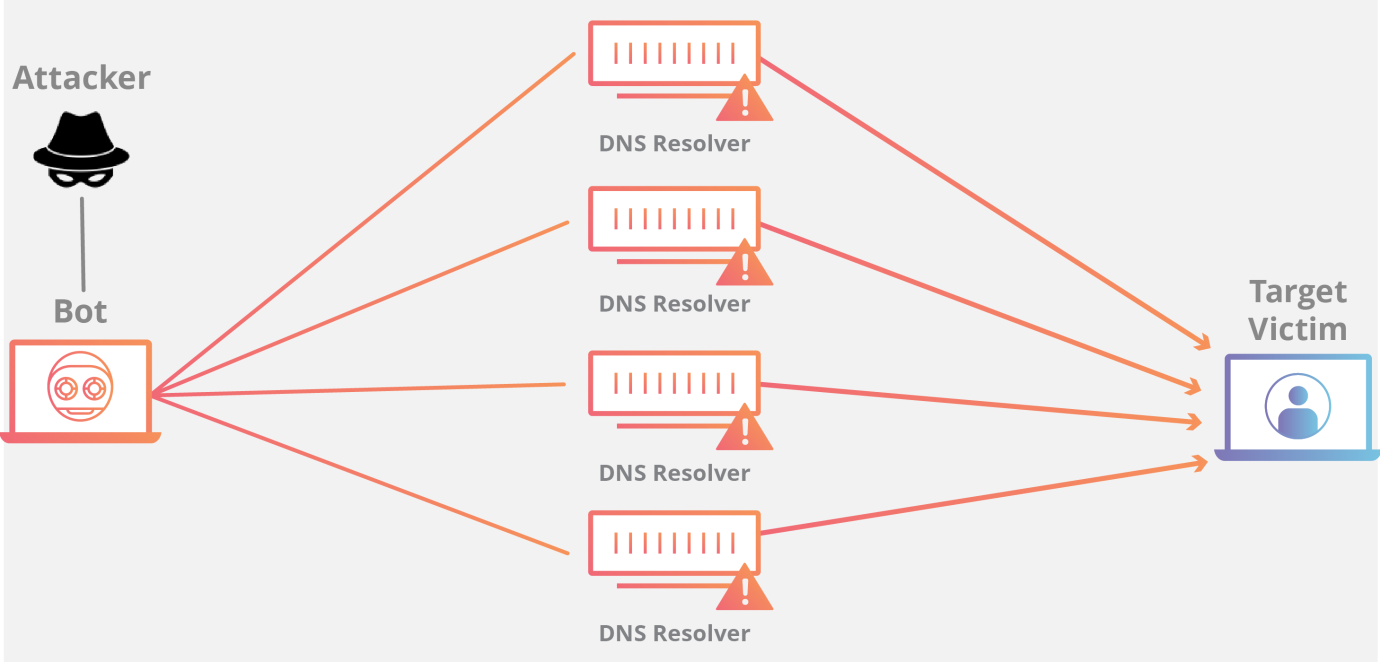 Attacker
Bot
DNS Resolver
DNS Resolver
DNS Resolver
DNS Resolver
Target
Victim